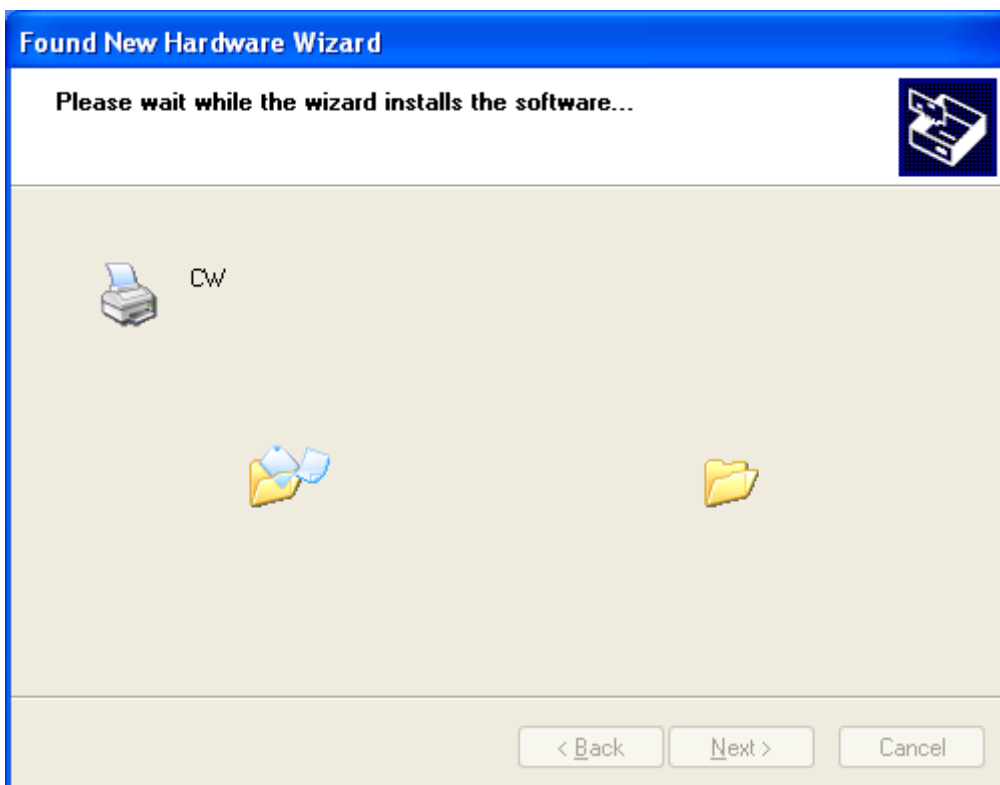 Found New Hardware Wizard
Please wait while the wizard installs the software...
CW
< Back
Next >
Cancel